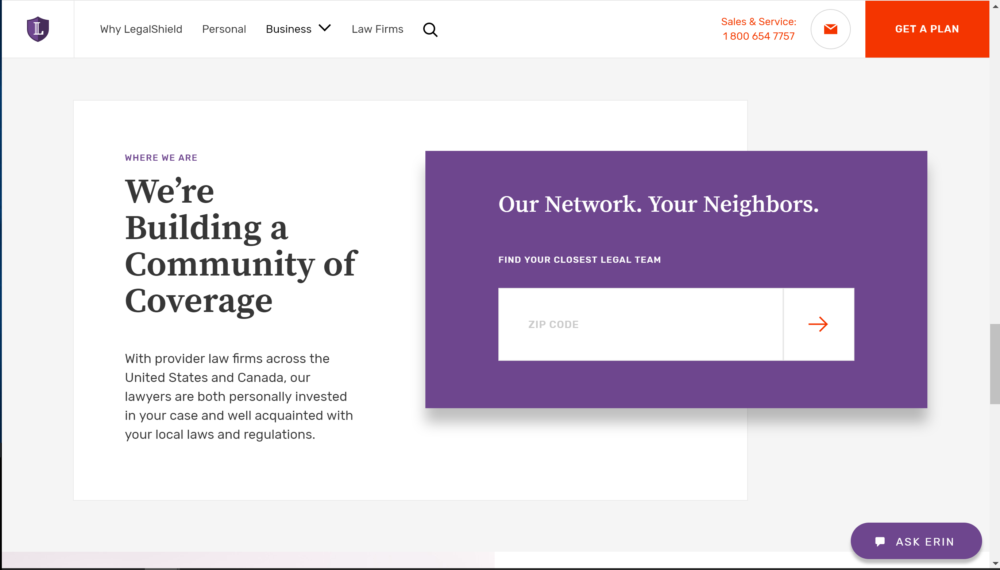 L
Why LegalShield
Personal
Business
Law Firms
Sales & Service:
1 800 654 7757
GET A PLAN
WHERE WE ARE
We’re
Building a
Community of
Coverage
With provider law firms across the
United States and Canada, our
lawyers are both personally invested
in your case and well acquainted with
your local laws and regulations.
Our Network. Your Neighbors.
FIND YOUR CLOSEST LEGAL TEAM
ZIP CODE
ASK ERIN